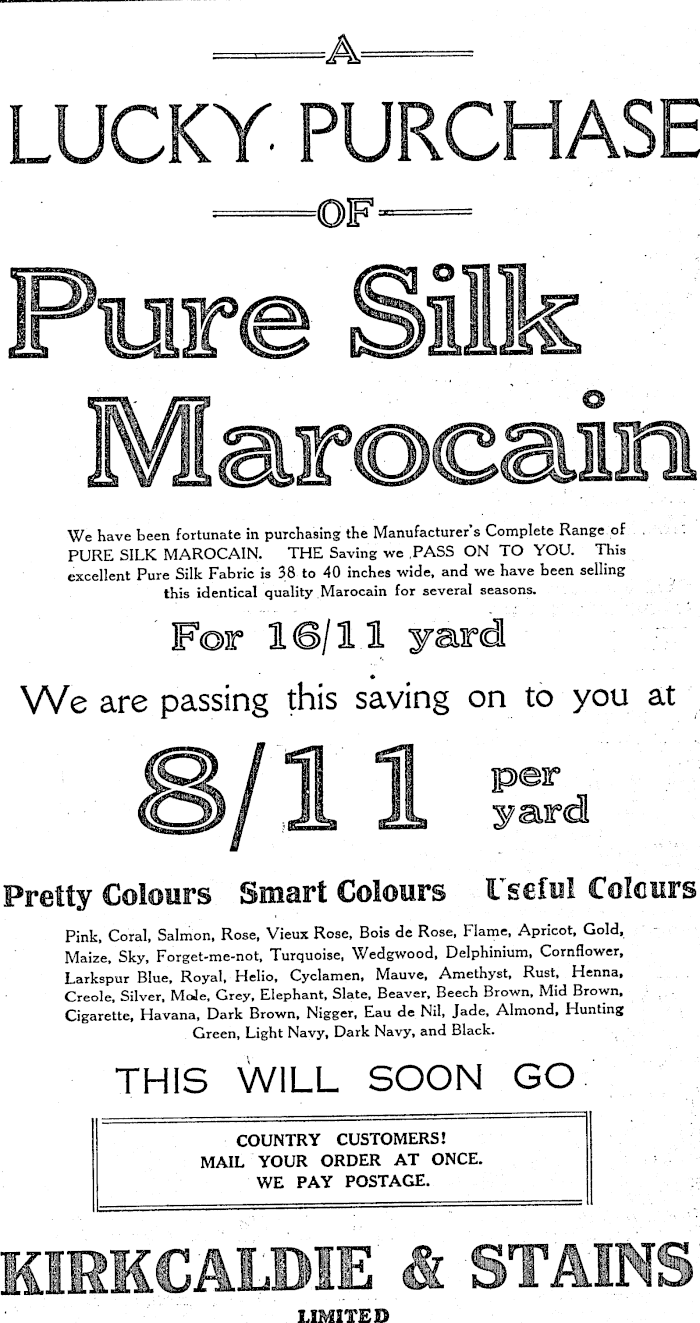 A
LUCKY PURCHASE
OF
Pure Silk
Marocain
We have been fortunate in purchasing the Manufacturer's Complete Range of
PURE SILK MAROCAIN. THE Saving we PASS ON TO YOU. This
excellent Pure Silk Fabric is 38 to 40 inches wide, and we have been selling
this identical quality Marocain for several seasons.
For 16/11 yard
We are passing this saving on to you at
8/11 per
yard
Pretty Colours Smart Colours Useful Colours
Pink, Coral, Salmon, Rose, Vieux Rose, Bois de Rose, Flame, Apricot, Gold,
Maize, Sky, Forget-me-not, Turquoise, Wedgwood, Delphinium, Cornflower,
Larkspur Blue, Royal, Helio, Cyclamen, Mauve, Amethyst, Rust, Henna,
Creole, Silver, Mole, Grey, Elephant, Slate, Beaver, Beech Brown, Mid Brown,
Cigarette, Havana, Dark Brown, Nigger, Eau de Nil, Jade, Almond, Hunting
Green, Light Navy, Dark Navy, and Black.
THIS WILL SOON GO
COUNTRY CUSTOMERS!
MAIL YOUR ORDER AT ONCE.
WE PAY POSTAGE.
KIRKCALDIE & STAINS
LIMITED